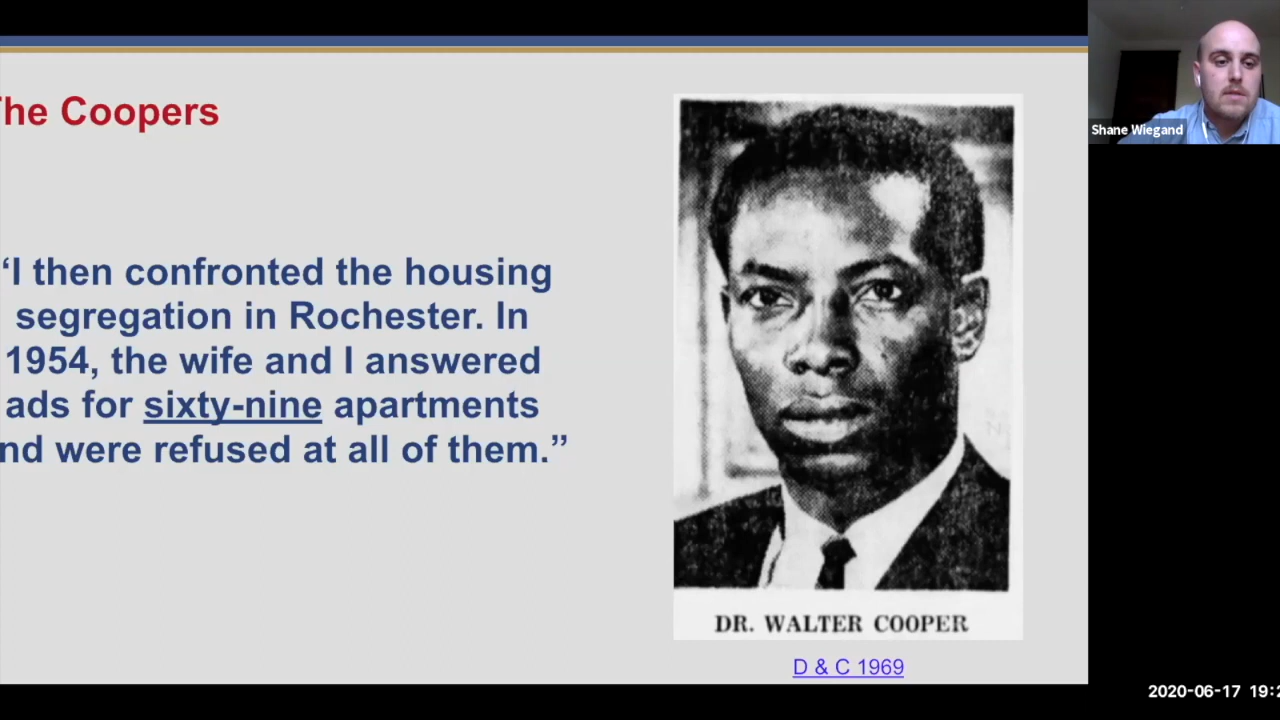 he Coopers
“I then confronted the housing
segregation in Rochester. In
1954, the wife and I answered
ads for sixty-nine apartments
nd were refused at all of them.”
DR. WALTER COOPER
D & C 1969
Shane Wiegand
2020-06-17 19:2